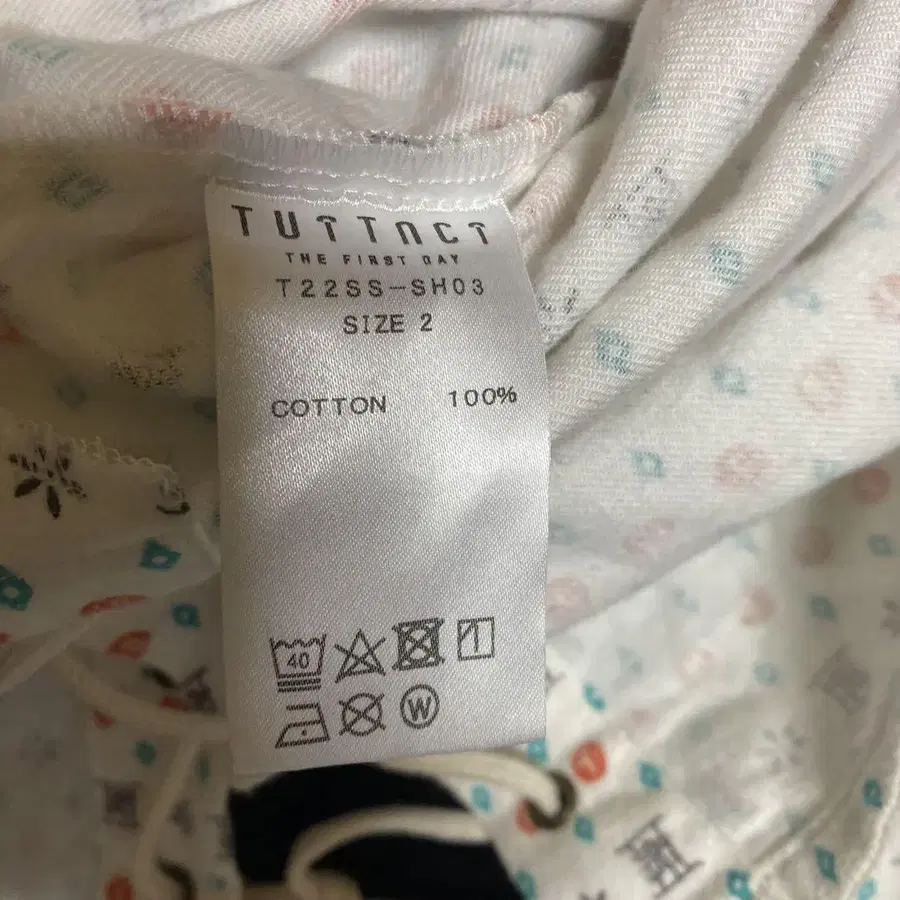 TUTTNCT
THE FIRST DAY
T22SS-SH03
SIZE 2
COTTON 100%
40
W